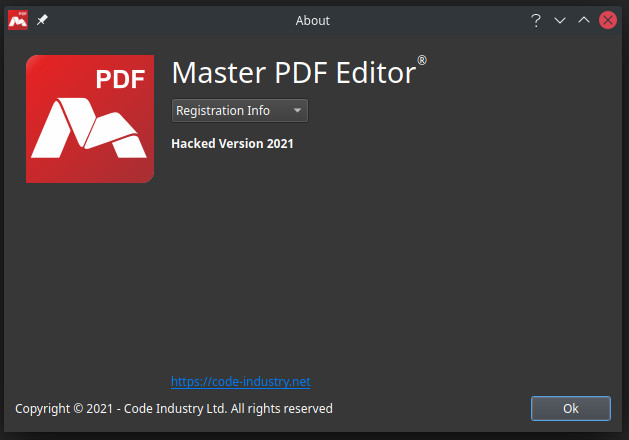 About
PDF
Master PDF Editor®
Registration Info
Hacked Version 2021
https://code-industry.net
Copyright © 2021 - Code Industry Ltd. All rights reserved
Ok